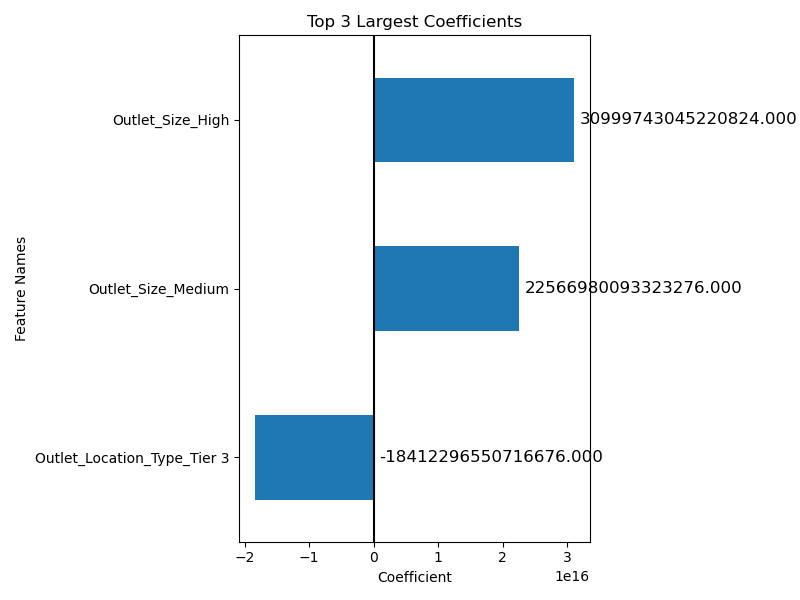 Top 3 Largest Coefficients
Feature Names
Outlet_Size_High
30999743045220824.000
Outlet_Size_Medium
22566980093323276.000
Outlet_Location_Type_Tier 3
-18412296550716676.000
−2 −1 0 1 2 3
Coefficient
1e16